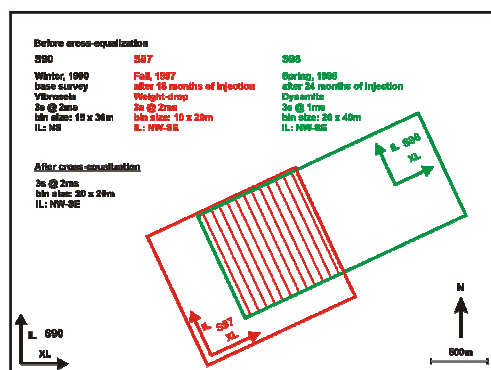 Before cross-equalization
S90 S97 S98
Winter, 1990 Fall, 1997 Spring, 1998
base survey after 18 months of injection after 24 months of injection
Vibroseis Weight-drop Dynamite
3s @ 2ms 3s @ 2ms 3s @ 1ms
bin size: 15 x 30m bin size: 10 x 20m bin size: 20 x 40m
IL: NS IL: NW-SE IL: NW-SE
After cross-equalization
3s @ 2ms
bin size: 20 x 20m
IL: NW-SE
IL S98
XL
IL S97
XL
IL S90
XL
N
500m